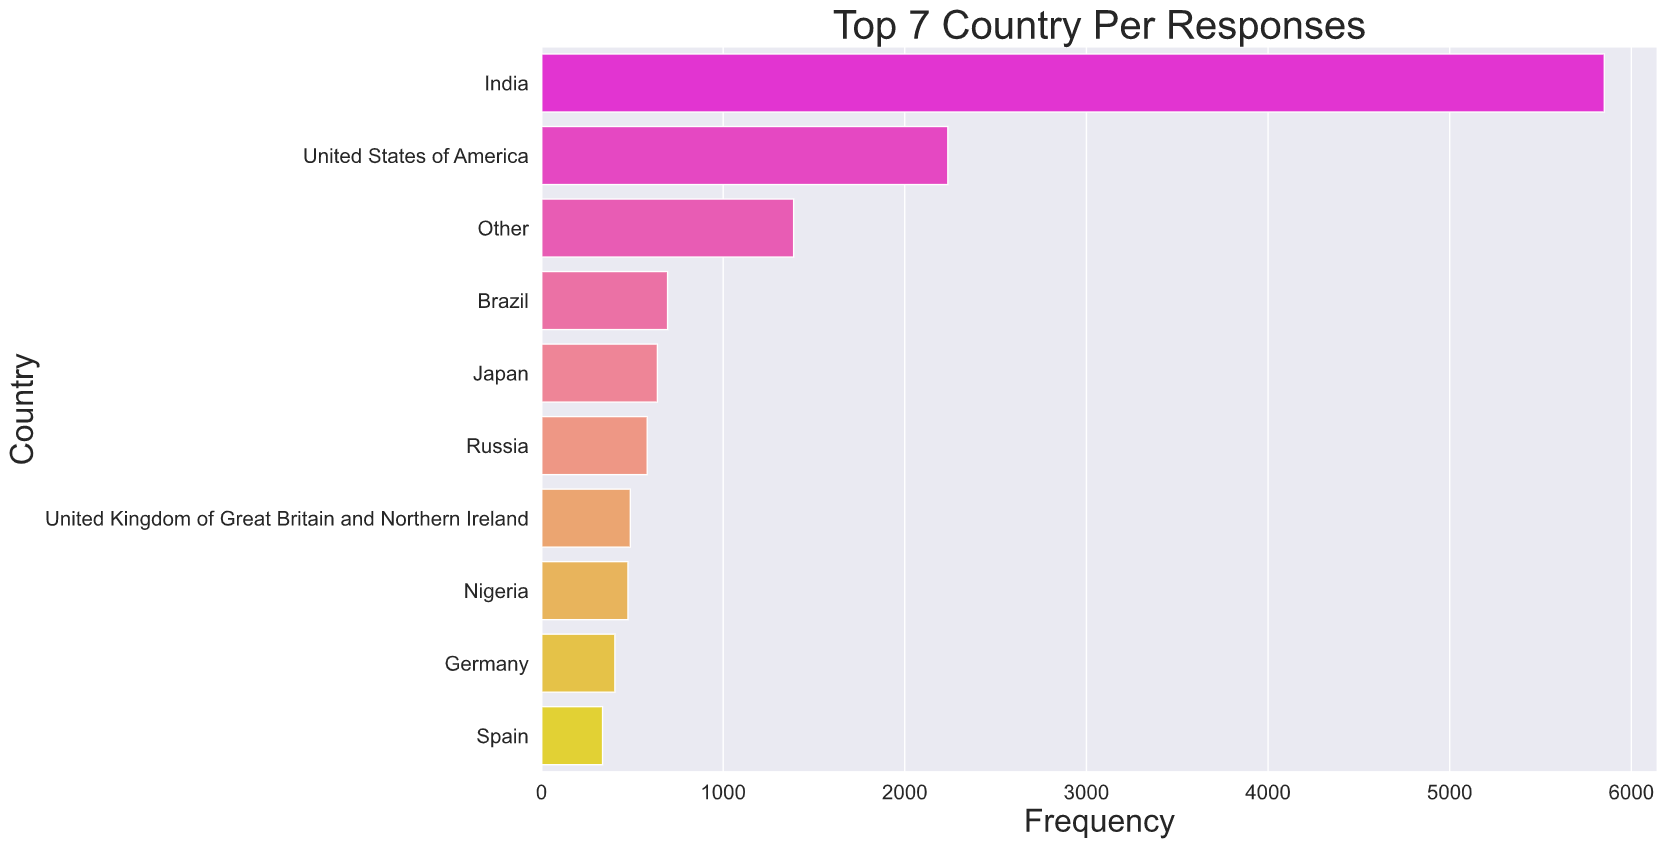 Top 7 Country Per Responses
Country
India
United States of America
Other
Brazil
Japan
Russia
United Kingdom of Great Britain and Northern Ireland
Nigeria
Germany
Spain
0 1000 2000 3000 4000 5000 6000
Frequency